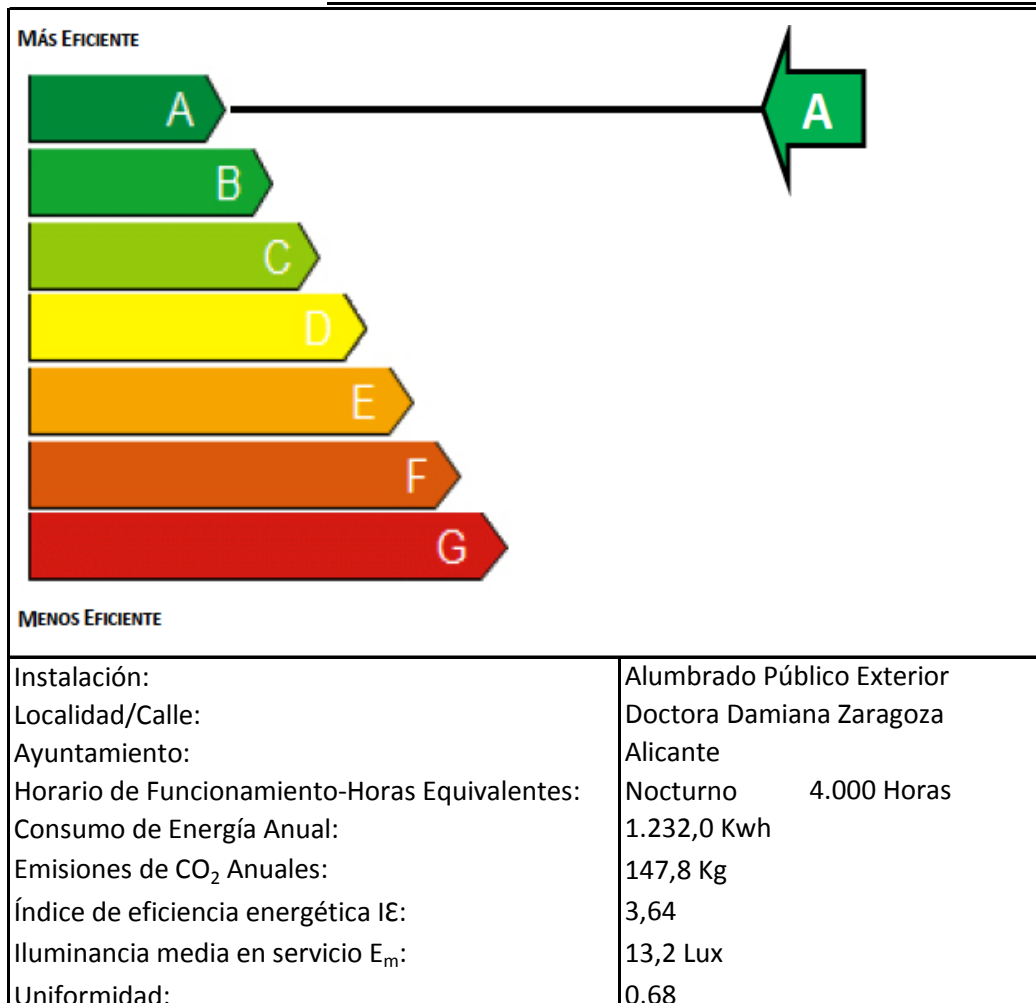 MÁS EFICIENTE
A A
B
C
D
E
F
G
MENOS EFICIENTE
Instalación: Alumbrado Público Exterior
Localidad/Calle: Doctora Damiana Zaragoza
Ayuntamiento: Alicante
Horario de Funcionamiento-Horas Equivalentes: Nocturno 4.000 Horas
Consumo de Energía Anual: 1.232,0 Kwh
Emisiones de CO₂ Anuales: 147,8 Kg
Índice de eficiencia energética IƐ: 3,64
Iluminancia media en servicio Eₘ: 13,2 Lux
Uniformidad: 0,68